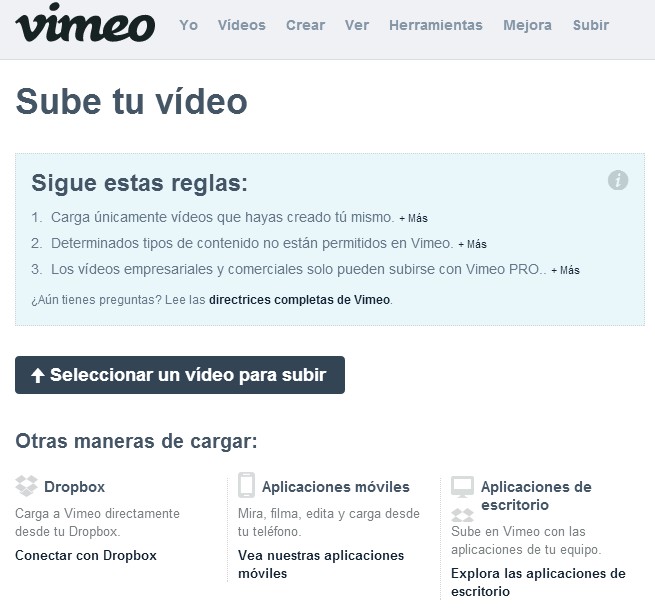 vimeo
Yo Vídeos Crear Ver Herramientas Mejora Subir
Sube tu vídeo
Sigue estas reglas:
1. Carga únicamente vídeos que hayas creado tú mismo. + Más
2. Determinados tipos de contenido no están permitidos en Vimeo. + Más
3. Los vídeos empresariales y comerciales solo pueden subirse con Vimeo PRO.. + Más
¿Aún tienes preguntas? Lee las directrices completas de Vimeo.
Seleccionar un vídeo para subir
Otras maneras de cargar:
Dropbox
Carga a Vimeo directamente
desde tu Dropbox.
Conectar con Dropbox
Aplicaciones móviles
Mira, filma, edita y carga desde
tu teléfono.
Vea nuestras aplicaciones
móviles
Aplicaciones de
escritorio
Sube en Vimeo con las
aplicaciones de tu equipo.
Explora las aplicaciones de
escritorio